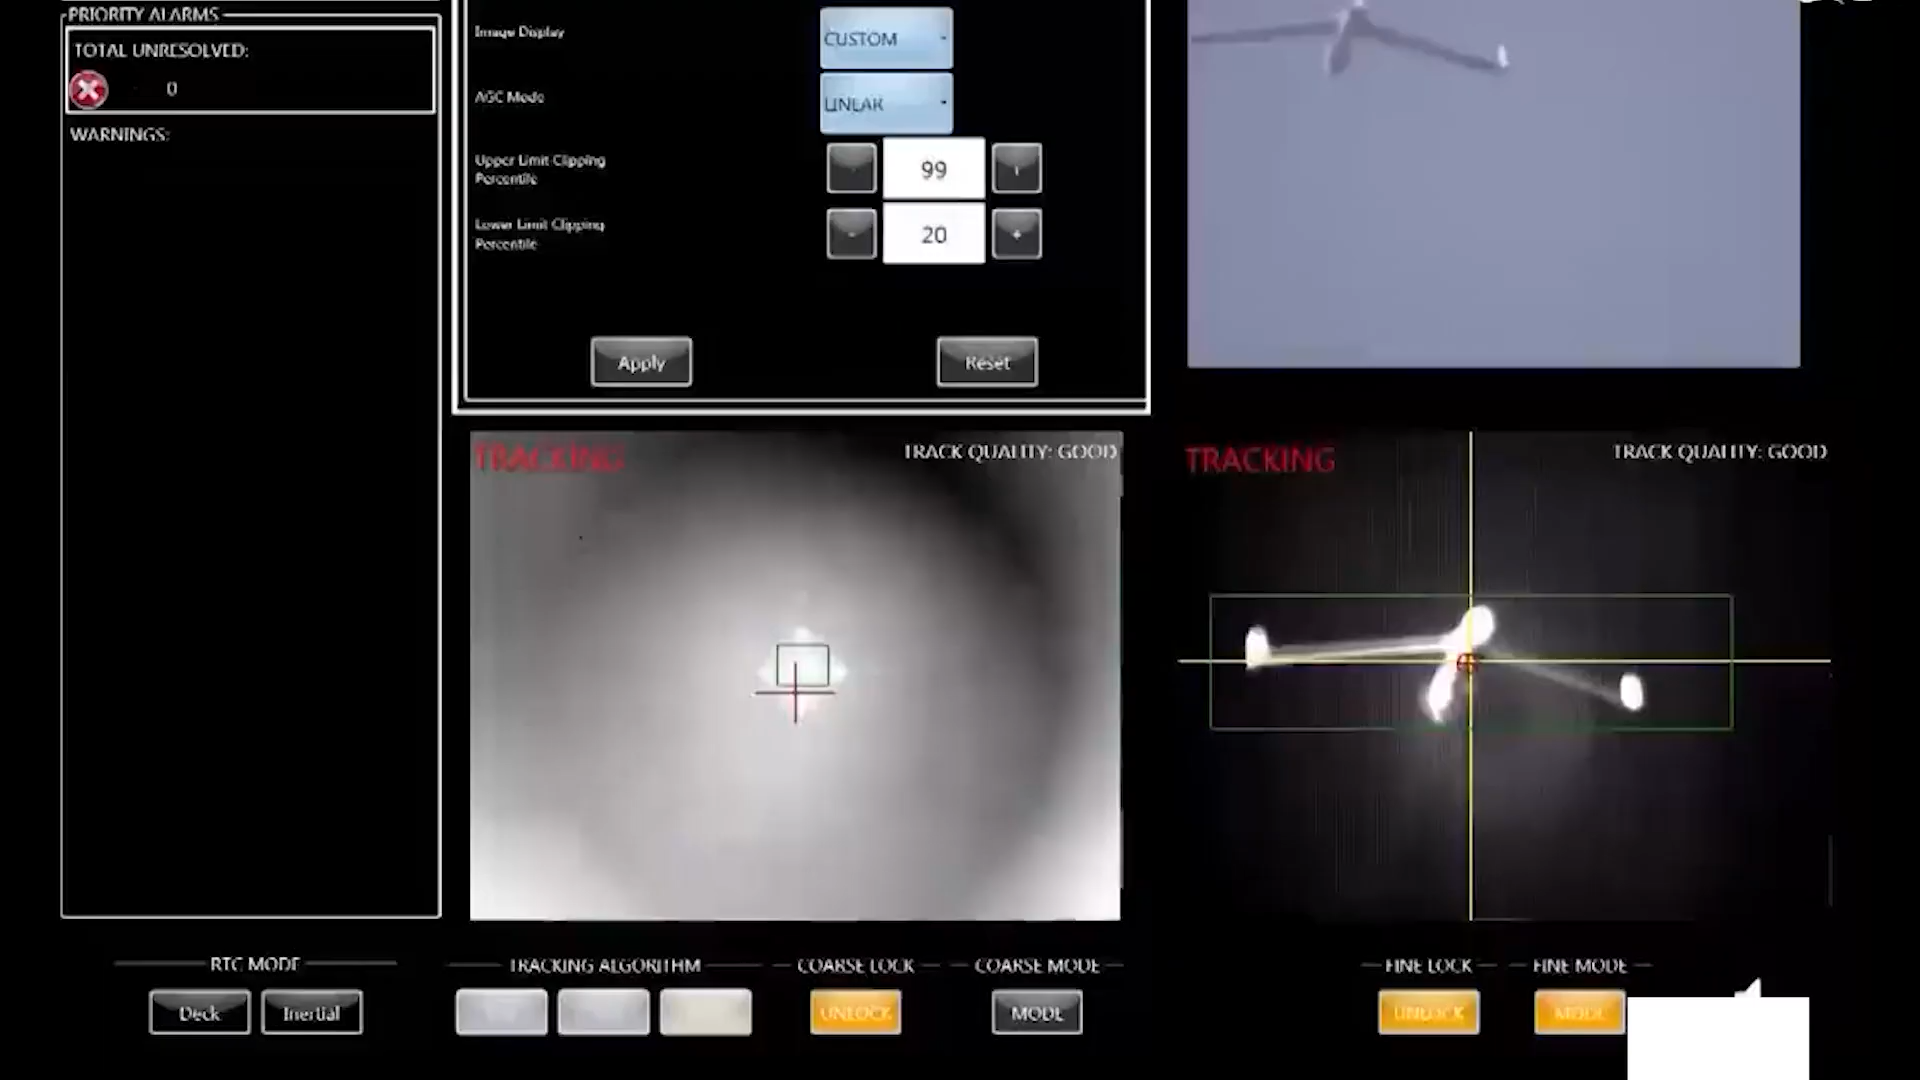 PRIORITY ALARMS
TOTAL UNRESOLVED:
0
WARNINGS:
Image Display
CUSTOM
AGC Mode
LINEAR
Upper Limit Clipping
Percentile
- 99 +
Lower Limit Clipping
Percentile
- 20 +
Apply
Reset
TRACKING
TRACK QUALITY: GOOD
TRACKING
TRACK QUALITY: GOOD
RTC MODE
Deck
Inertial
TRACKING ALGORITHM
COARSE LOCK
UNLOCK
COARSE MODE
MODE
FINE LOCK
UNLOCK
FINE MODE
MODE